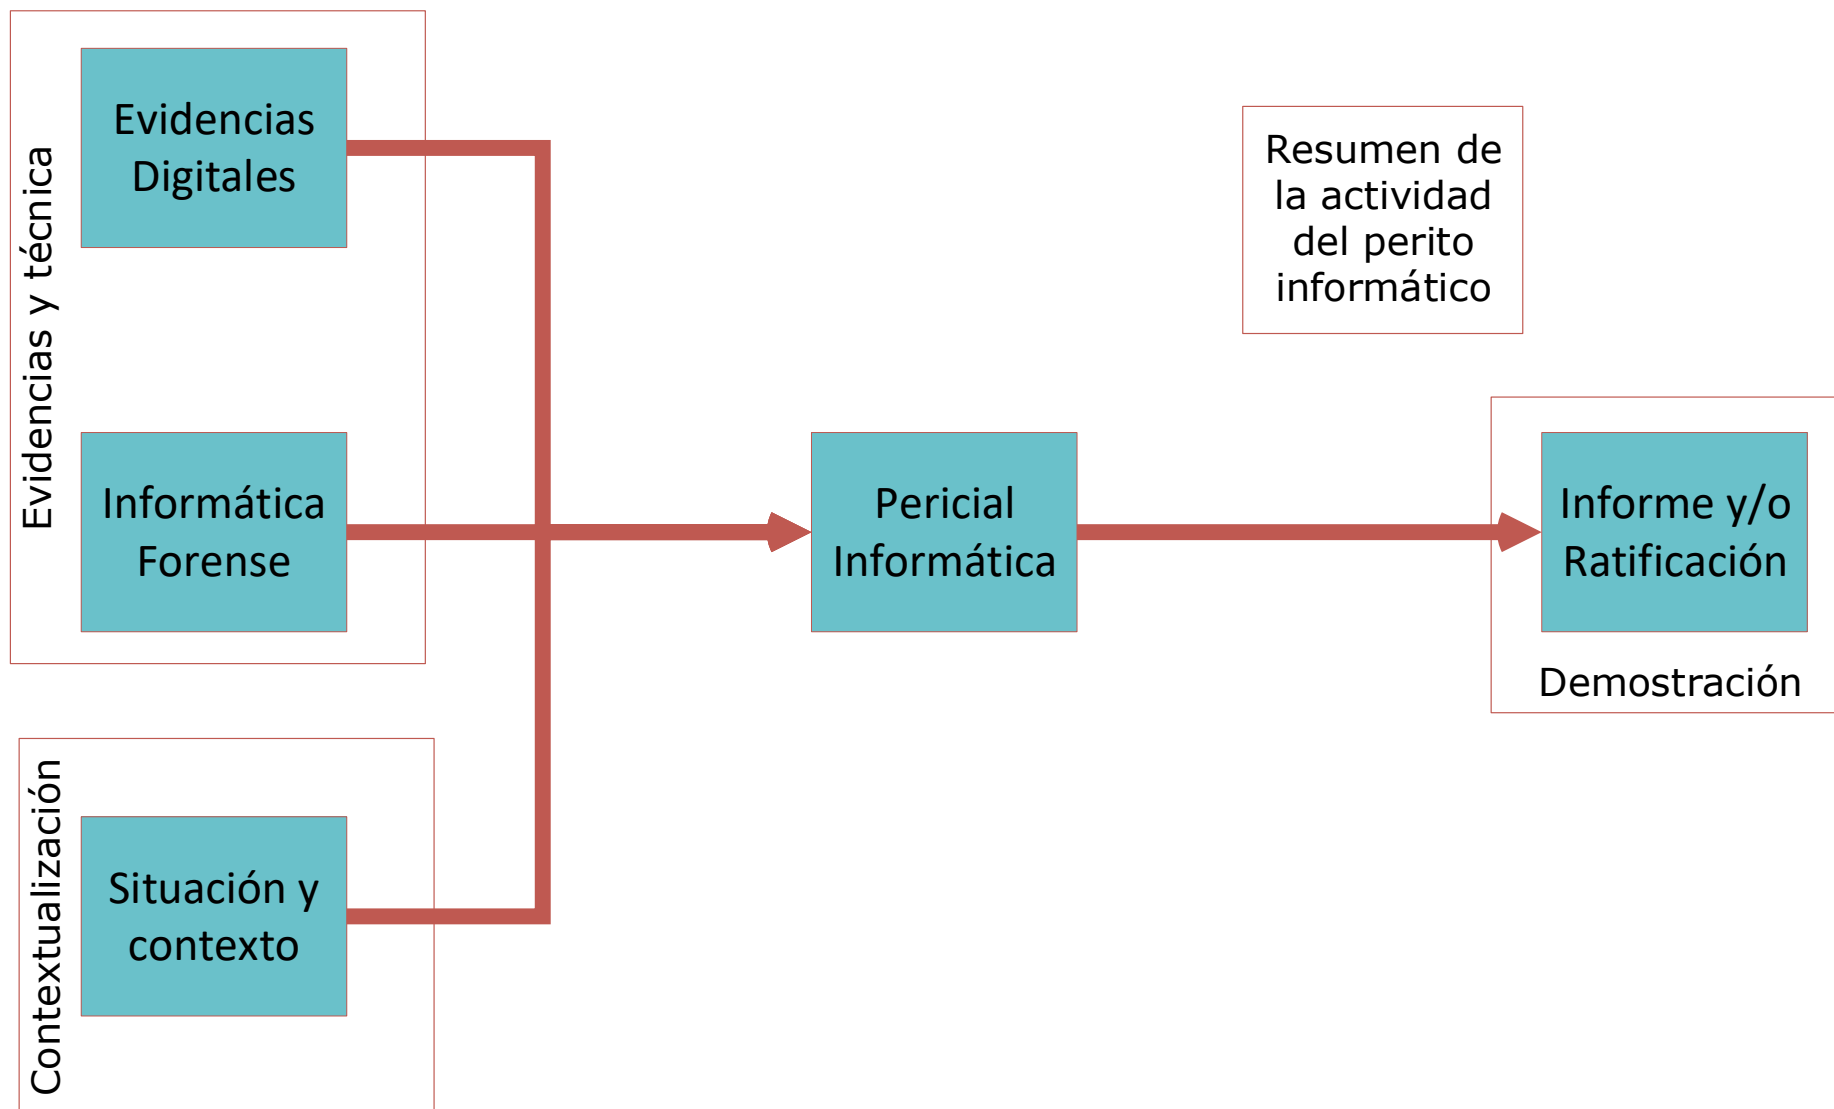 Evidencias y técnica
Evidencias
Digitales
Informática
Forense
Contextualización
Situación y
contexto
Pericial
Informática
Resumen de
la actividad
del perito
informático
Informe y/o
Ratificación
Demostración